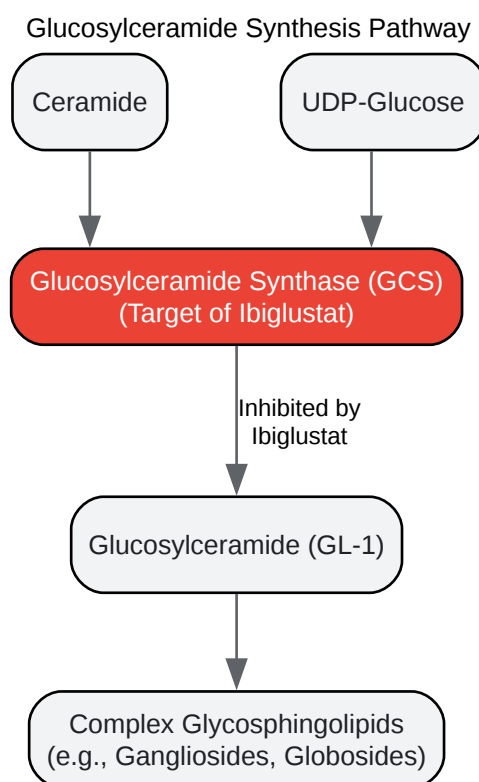 Glucosylceramide Synthesis Pathway
Ceramide
UDP-Glucose
Glucosylceramide Synthase (GCS)
(Target of Ibiglustat)
Inhibited by
Ibiglustat
Glucosylceramide (GL-1)
Complex Glycosphingolipids
(e.g., Gangliosides, Globosides)